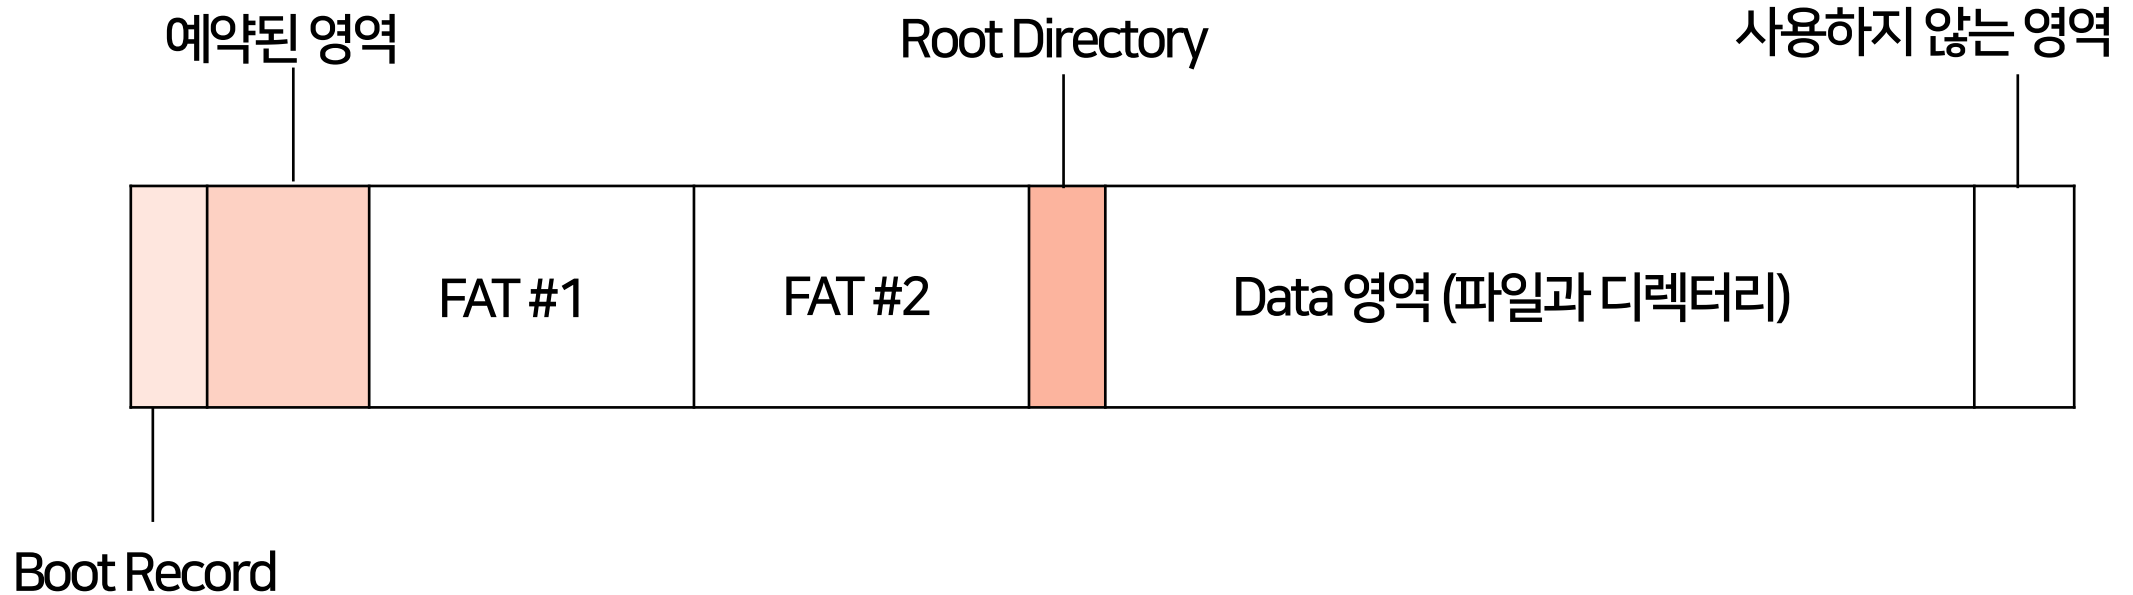 예약된 영역
Root Directory
사용하지 않는 영역
FAT #1
FAT #2
Data 영역 (파일과 디렉터리)
Boot Record